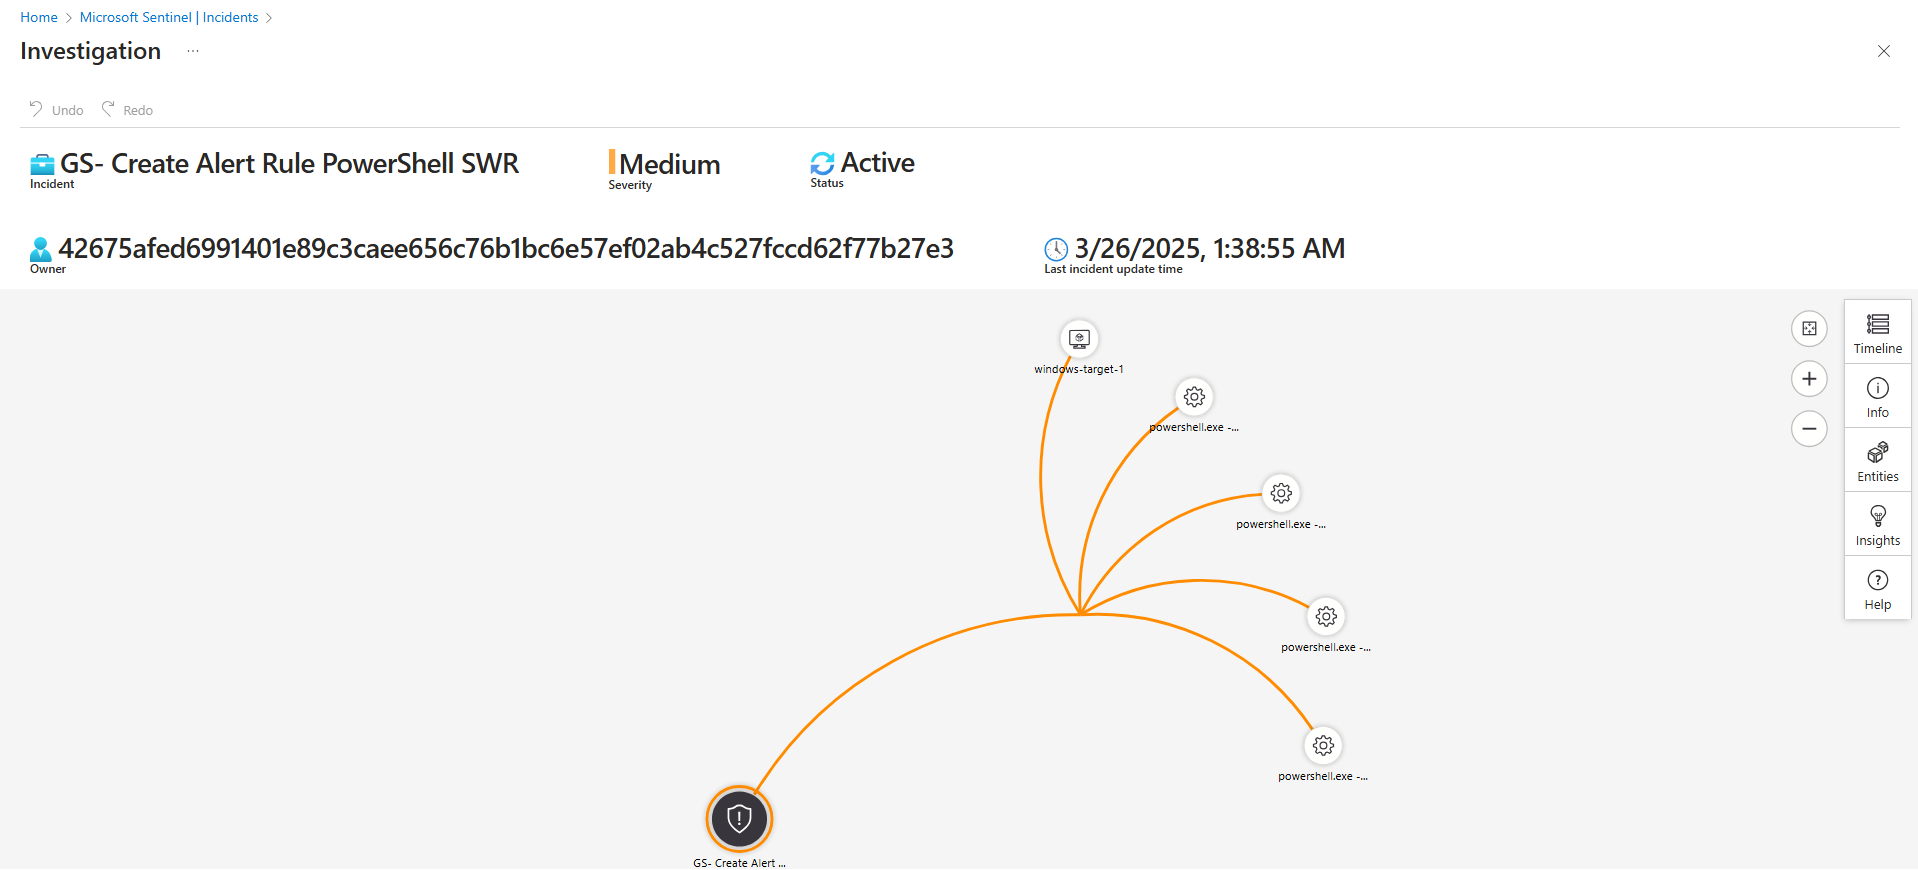 Home > Microsoft Sentinel | Incidents >
Investigation ...
Undo Redo
GS- Create Alert Rule PowerShell SWR
Incident
Medium
Severity
Active
Status
42675afed6991401e89c3caee656c76b1bc6e57ef02ab4c527fccd62f77b27e3
Owner
3/26/2025, 1:38:55 AM
Last incident update time
windows-target-1
powershell.exe -...
powershell.exe -...
powershell.exe -...
powershell.exe -...
GS- Create Alert ...
Timeline
Info
Entities
Insights
Help